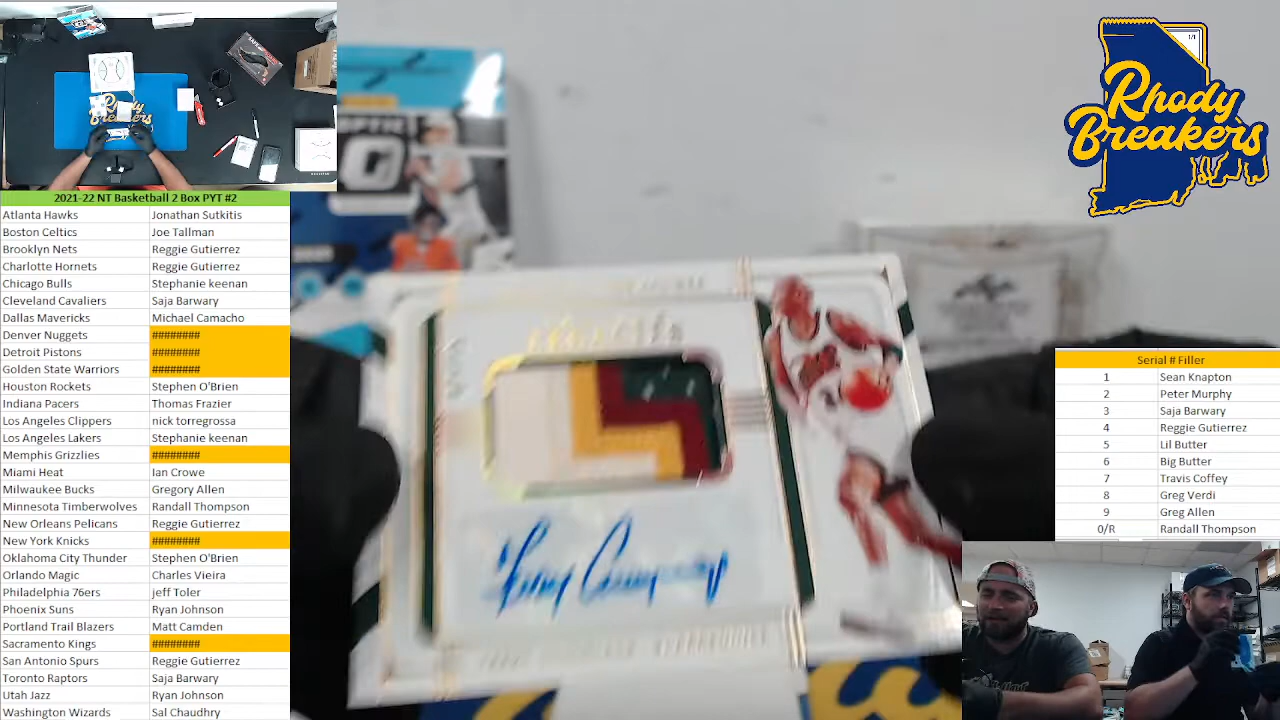 1/1
Rhody
Breakers
Rhody
Breakers
2021-22 NT Basketball 2 Box PYT #2
Atlanta Hawks Jonathan Sutkitis
Boston Celtics Joe Tallman
Brooklyn Nets Reggie Gutierrez
Charlotte Hornets Reggie Gutierrez
Chicago Bulls Stephanie keenan
Cleveland Cavaliers Saja Barwary
Dallas Mavericks Michael Camacho
Denver Nuggets ########
Detroit Pistons ########
Golden State Warriors ########
Houston Rockets Stephen O'Brien
Indiana Pacers Thomas Frazier
Los Angeles Clippers nick torregrossa
Los Angeles Lakers Stephanie keenan
Memphis Grizzlies ########
Miami Heat Ian Crowe
Milwaukee Bucks Gregory Allen
Minnesota Timberwolves Randall Thompson
New Orleans Pelicans Reggie Gutierrez
New York Knicks ########
Oklahoma City Thunder Stephen O'Brien
Orlando Magic Charles Vieira
Philadelphia 76ers jeff Toler
Phoenix Suns Ryan Johnson
Portland Trail Blazers Matt Camden
Sacramento Kings ########
San Antonio Spurs Reggie Gutierrez
Toronto Raptors Saja Barwary
Utah Jazz Ryan Johnson
Washington Wizards Sal Chaudhry
Serial # Filler
1 Sean Knapton
2 Peter Murphy
3 Saja Barwary
4 Reggie Gutierrez
5 Lil Butter
6 Big Butter
7 Travis Coffey
8 Greg Verdi
9 Greg Allen
0/R Randall Thompson